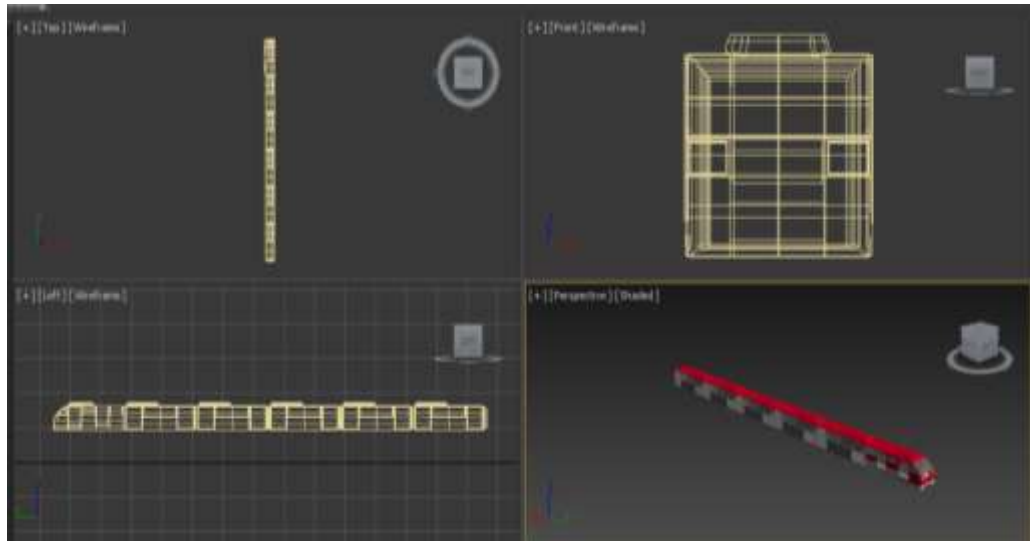 [+] [Top] [Wireframe]
[+] [Front] [Wireframe]
[+] [Left] [Wireframe]
[+] [Perspective] [Shaded]